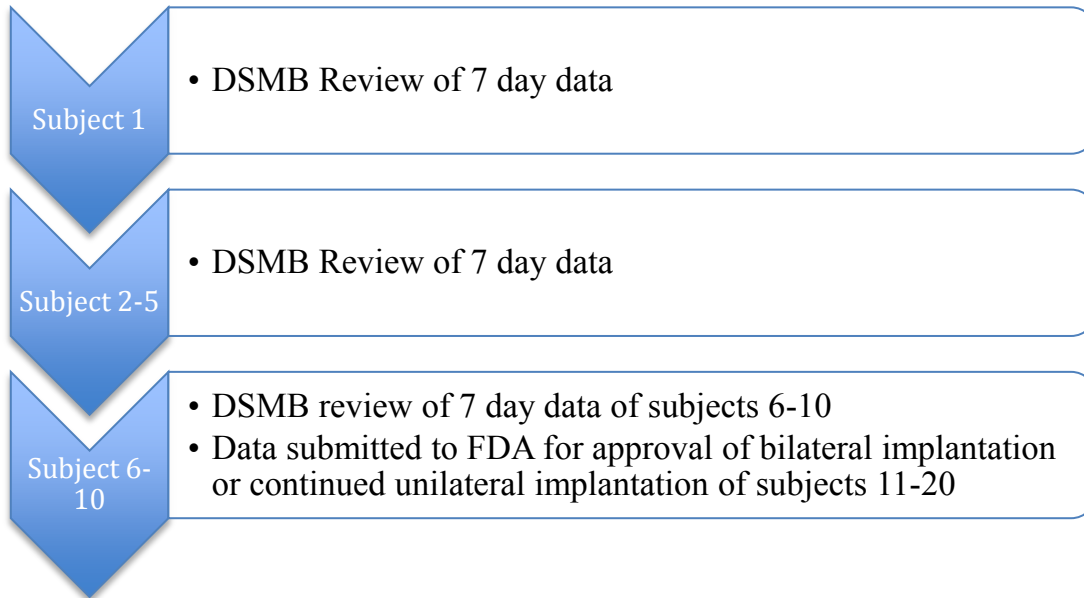 Subject 1
• DSMB Review of 7 day data
Subject 2-5
• DSMB Review of 7 day data
Subject 6-
10
• DSMB review of 7 day data of subjects 6-10
• Data submitted to FDA for approval of bilateral implantation
or continued unilateral implantation of subjects 11-20